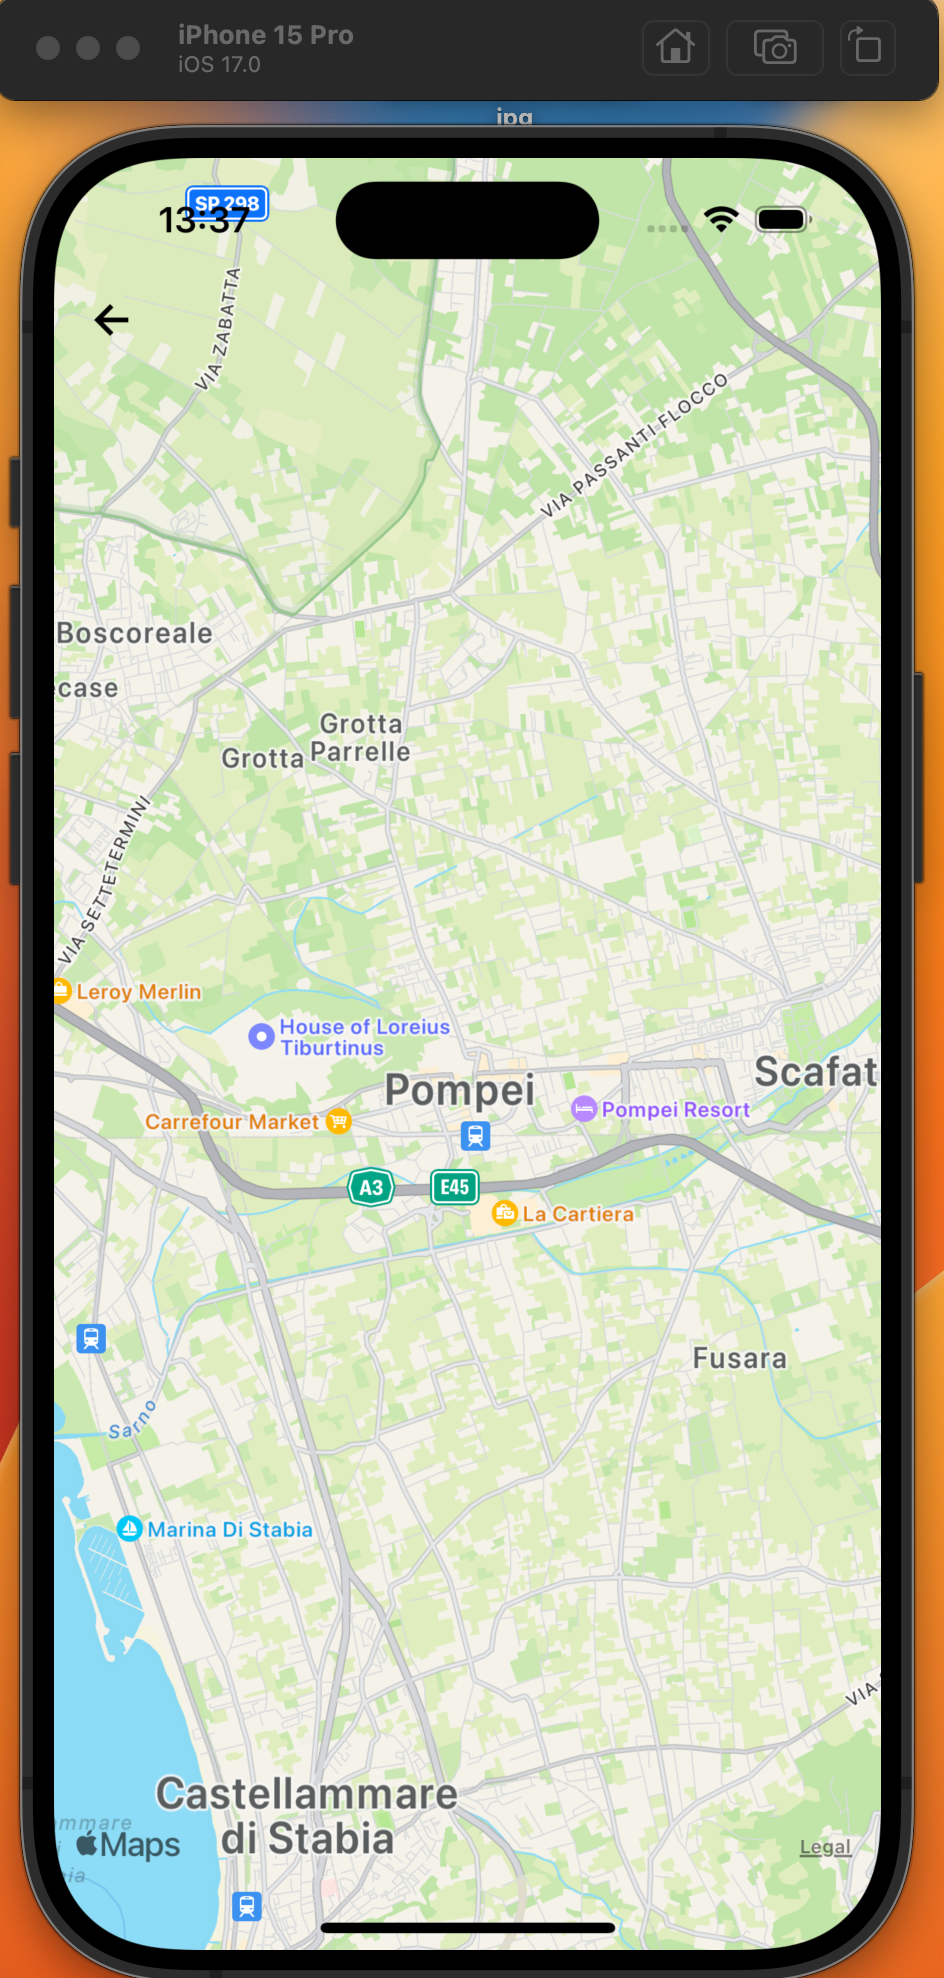 iPhone 15 Pro
iOS 17.0
jpg
SP 298
13:37
VIA ZABATTA
VIA PASSANTI FLOCCO
Boscoreale
case
Grotta
Parrelle
Grotta
VIA SETTETERMINI
Leroy Merlin
House of Loreius
Tiburtinus
Pompei
Scafat
Carrefour Market
Pompei Resort
A3
E45
La Cartiera
Fusara
Sarno
Marina Di Stabia
VIA
Castellammare
di Stabia
ammare
Maps
Legal